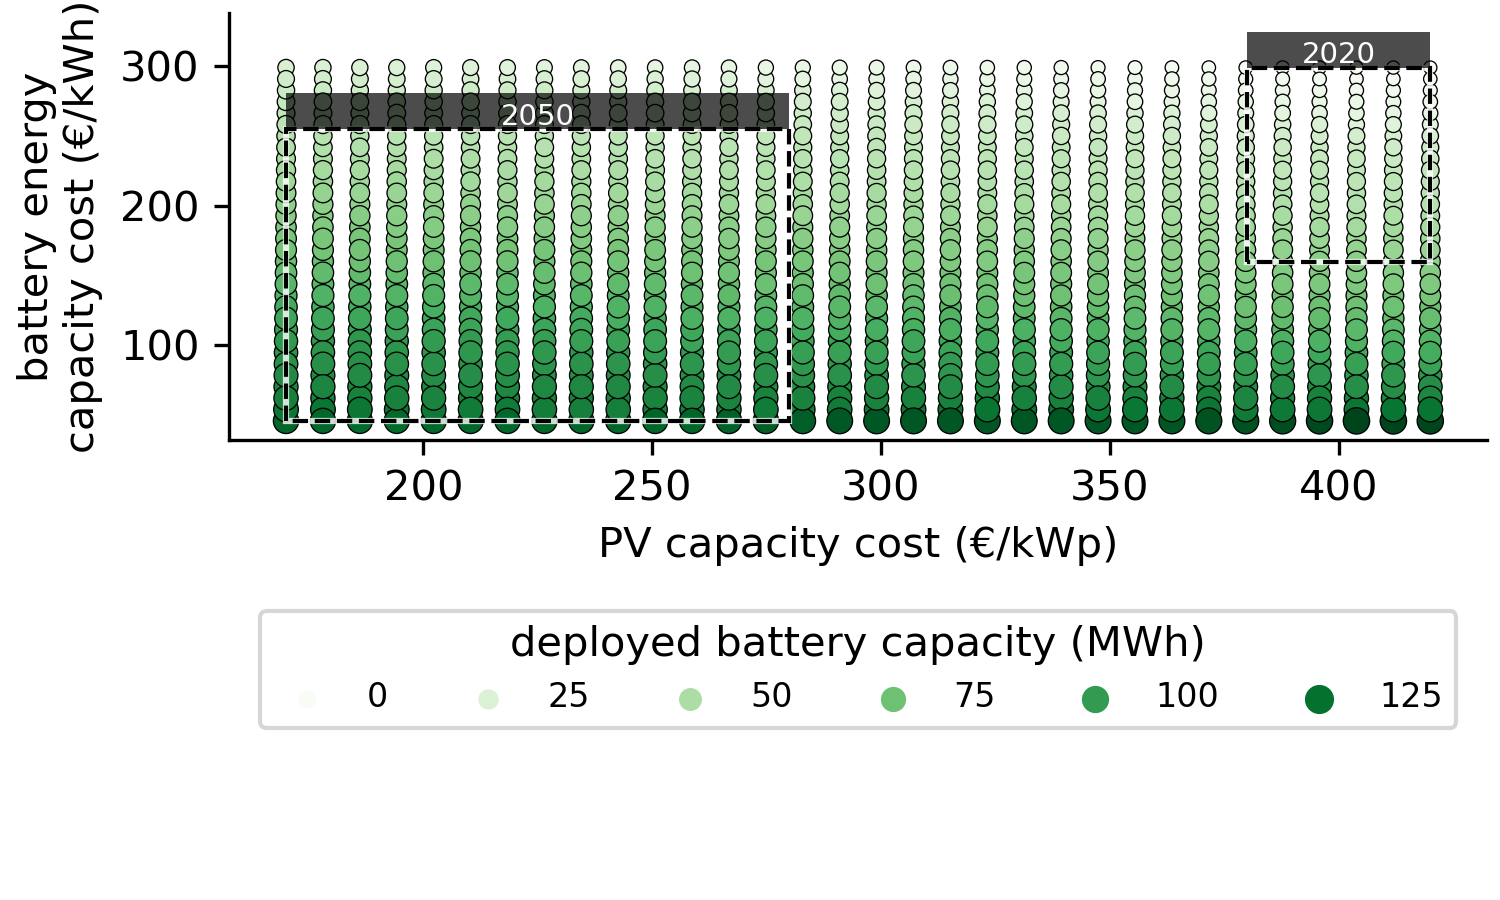 battery energy
capacity cost (€/kWh)
300
200
100
2050
2020
200 250 300 350 400
PV capacity cost (€/kWp)
deployed battery capacity (MWh)
0 25 50 75 100 125